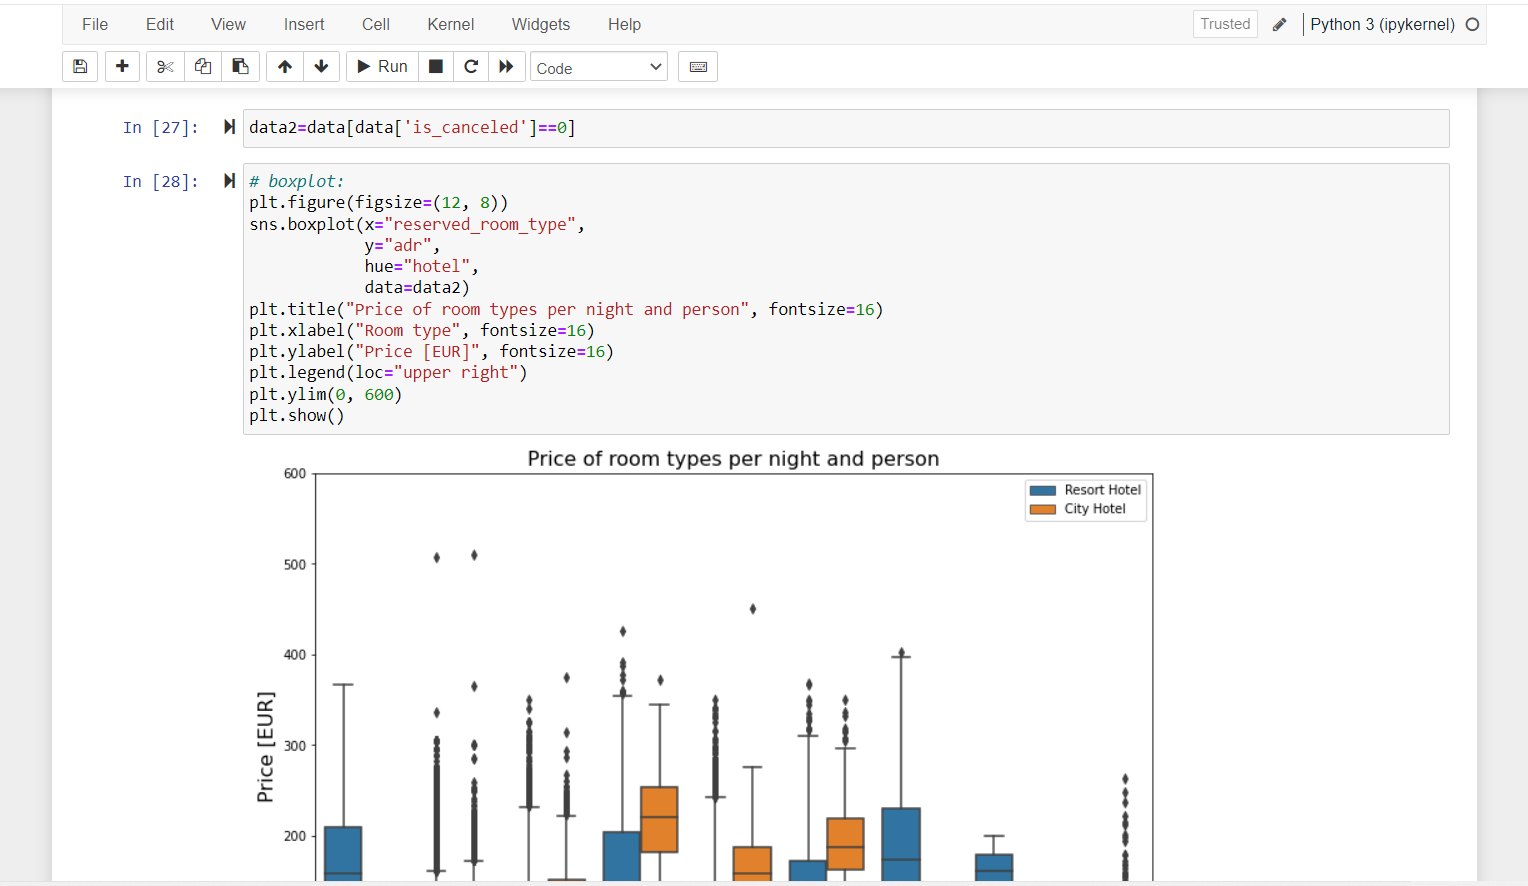 File Edit View Insert Cell Kernel Widgets Help Trusted Python 3 (ipykernel)
Run Code
In [27]: data2=data[data['is_canceled']==0]
In [28]: # boxplot:
plt.figure(figsize=(12, 8))
sns.boxplot(x="reserved_room_type",
            y="adr",
            hue="hotel",
            data=data2)
plt.title("Price of room types per night and person", fontsize=16)
plt.xlabel("Room type", fontsize=16)
plt.ylabel("Price [EUR]", fontsize=16)
plt.legend(loc="upper right")
plt.ylim(0, 600)
plt.show()
Price of room types per night and person
600
Resort Hotel
City Hotel
500
400
300
200
Price [EUR]